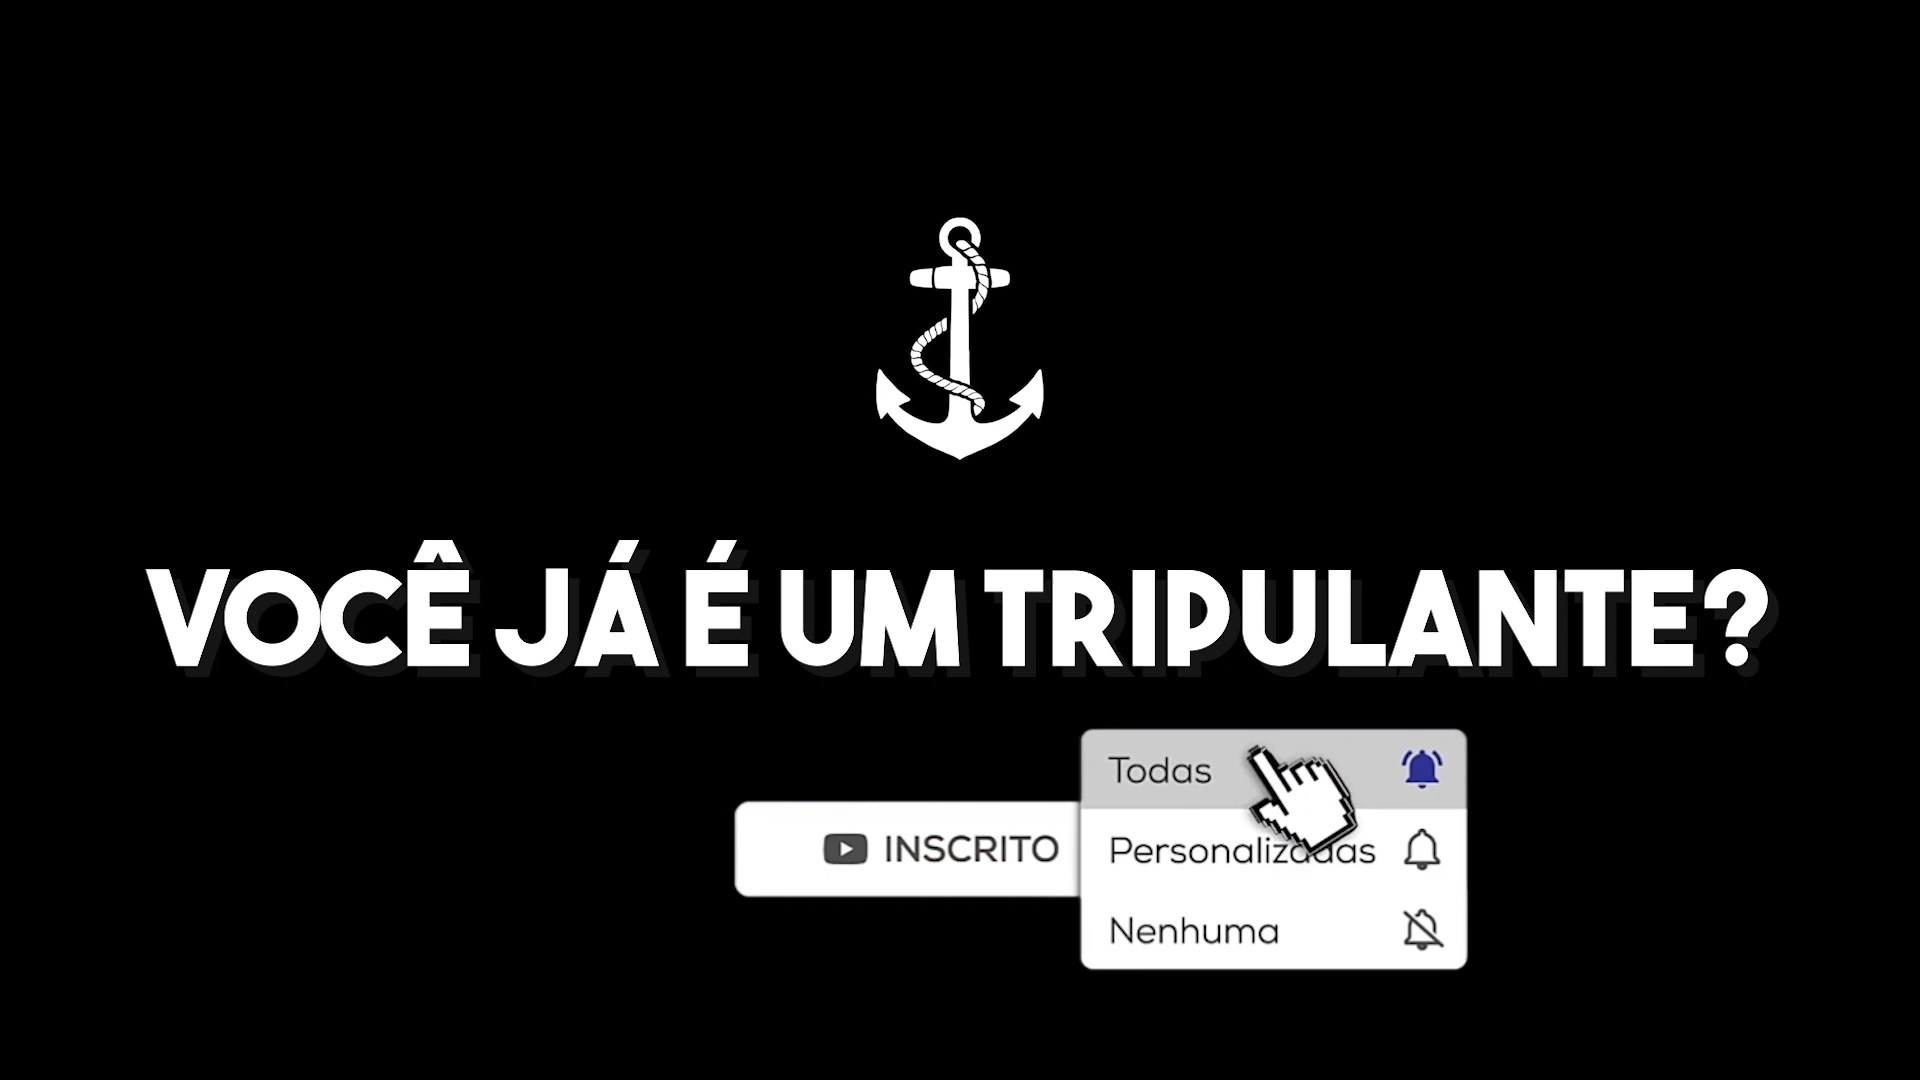 VOCÊ JÁ É UM TRIPULANTE?
Todas
INSCRITO
Personalizadas
Nenhuma